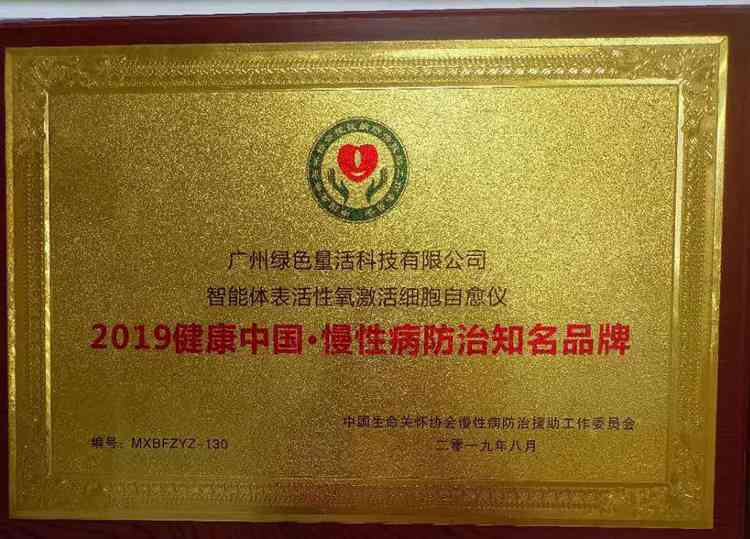 广州绿色量活科技有限公司
智能体表活性氧激活细胞自愈仪
2019健康中国·慢性病防治知名品牌
中国生命关怀协会慢性病防治援助工作委员会
编号：MXBFZYZ-130
二零一九年八月